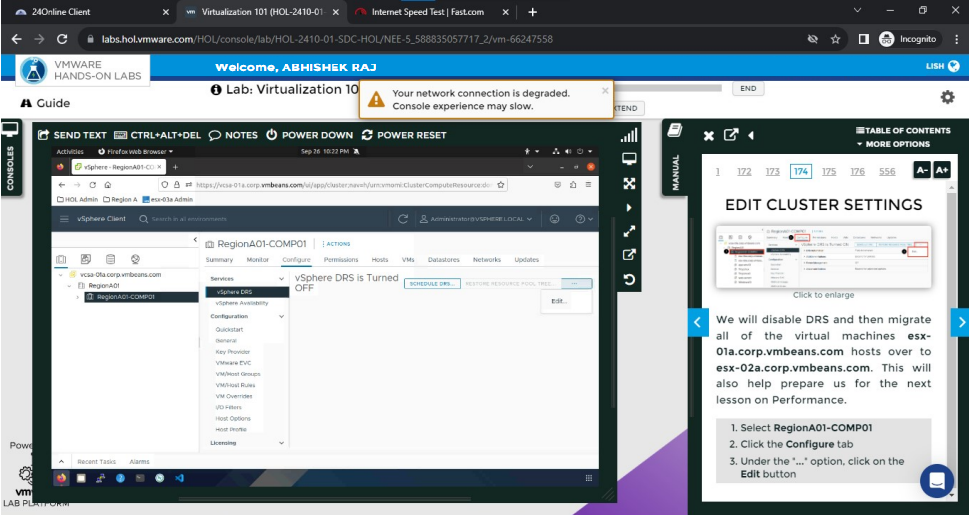 24Online Client
Virtualization 101 (HOL-2410-01-
Internet Speed Test | Fast.com
labs.hol.vmware.com/HOL/console/lab/HOL-2410-01-SDC-HOL/NEE-5_588835057717_2/vm-66247558
Incognito
VMWARE
HANDS-ON LABS
Welcome, ABHISHEK RAJ
LISH
Guide
Lab: Virtualization 10
Your network connection is degraded.
Console experience may slow.
END
TEND
CONSOLES
SEND TEXT
CTRL+ALT+DEL
NOTES
POWER DOWN
POWER RESET
Activities
Firefox Web Browser
Sep 26 10:22 PM
vSphere - RegionA01-CO
https://vcsa-01a.corp.vmbeans.com/ui/app/cluster;nav=h/urn:vmomi:ClusterComputeResource:do
HOL Admin
Region A
esx-03a Admin
vSphere Client
Search in all environments
Administrator@VSPHERE.LOCAL
RegionA01-COMP01
ACTIONS
Summary
Monitor
Configure
Permissions
Hosts
VMs
Datastores
Networks
Updates
vcsa-01a.corp.vmbeans.com
RegionA01
RegionA01-COMP01
Services
vSphere DRS
vSphere Availability
Configuration
Quickstart
General
Key Provider
VMware EVC
VM/Host Groups
VM/Host Rules
VM Overrides
I/O Filters
Host Options
Host Profile
Licensing
vSphere DRS is Turned
OFF
SCHEDULE DRS...
RESTORE RESOURCE POOL TREE...
...
Edit...
Recent Tasks
Alarms
Powe
vm
LAB PLATFORM
MANUAL
TABLE OF CONTENTS
MORE OPTIONS
1
172
173
174
175
176
556
A-
A+
EDIT CLUSTER SETTINGS
Click to enlarge
We will disable DRS and then migrate
all of the virtual machines esx-
01a.corp.vmbeans.com hosts over to
esx-02a.corp.vmbeans.com. This will
also help prepare us for the next
lesson on Performance.
1. Select RegionA01-COMP01
2. Click the Configure tab
3. Under the "..." option, click on the
Edit button